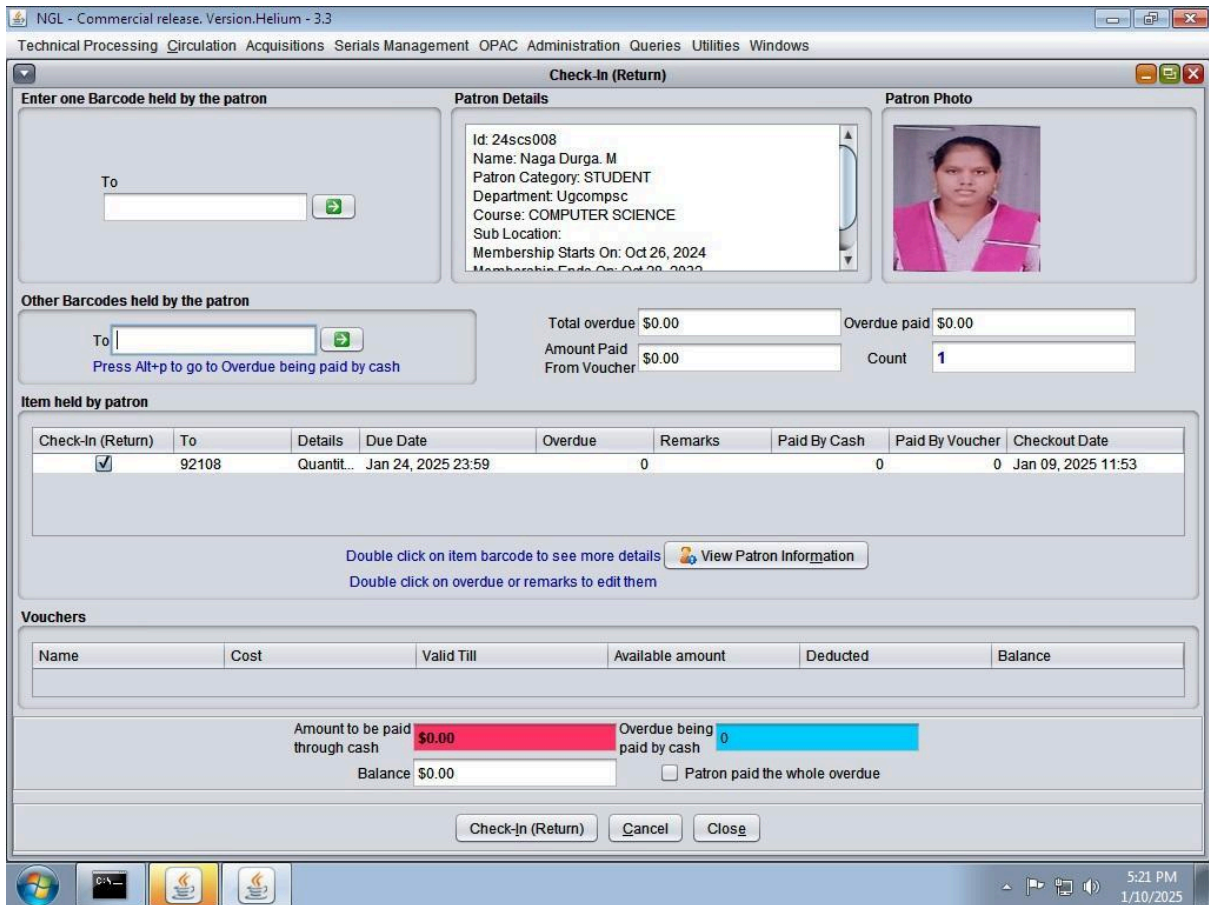 NGL - Commercial release. Version.Helium - 3.3
Technical Processing Circulation Acquisitions Serials Management OPAC Administration Queries Utilities Windows
Check-In (Return)
Enter one Barcode held by the patron
To
Patron Details
Id: 24scs008
Name: Naga Durga. M
Patron Category: STUDENT
Department: Ugcompsc
Course: COMPUTER SCIENCE
Sub Location:
Membership Starts On: Oct 26, 2024
Membership Ends On: Oct 28, 2032
Patron Photo
Other Barcodes held by the patron
To
Press Alt+p to go to Overdue being paid by cash
Total overdue $0.00 Overdue paid $0.00
Amount Paid
From Voucher $0.00 Count 1
Item held by patron
Check-In (Return) To Details Due Date Overdue Remarks Paid By Cash Paid By Voucher Checkout Date
92108 Quantit... Jan 24, 2025 23:59 0 0 0 Jan 09, 2025 11:53
Double click on item barcode to see more details View Patron Information
Double click on overdue or remarks to edit them
Vouchers
Name Cost Valid Till Available amount Deducted Balance
Amount to be paid
through cash $0.00
Overdue being
paid by cash 0
Balance $0.00 Patron paid the whole overdue
Check-In (Return) Cancel Close
C:\_
5:21 PM
1/10/2025